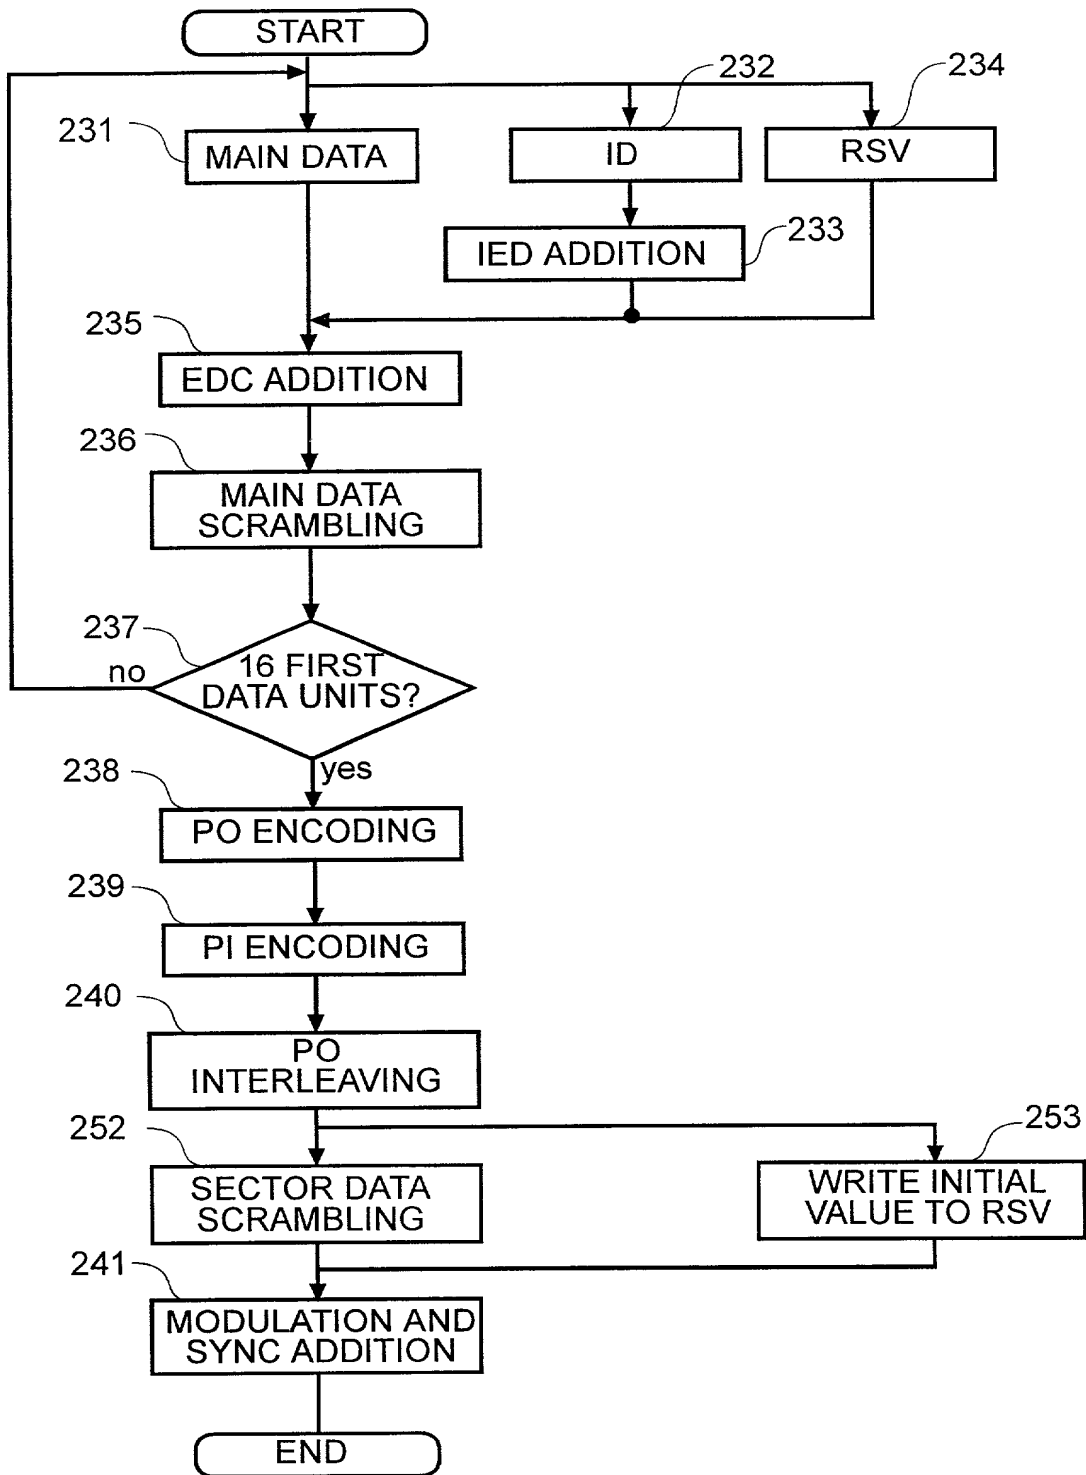 START
232
234
231
MAIN DATA
ID
RSV
233
IED ADDITION
235
EDC ADDITION
236
MAIN DATA
SCRAMBLING
237
no
16 FIRST
DATA UNITS?
yes
238
PO ENCODING
239
PI ENCODING
240
PO
INTERLEAVING
252
253
SECTOR DATA
SCRAMBLING
WRITE INITIAL
VALUE TO RSV
241
MODULATION AND
SYNC ADDITION
END